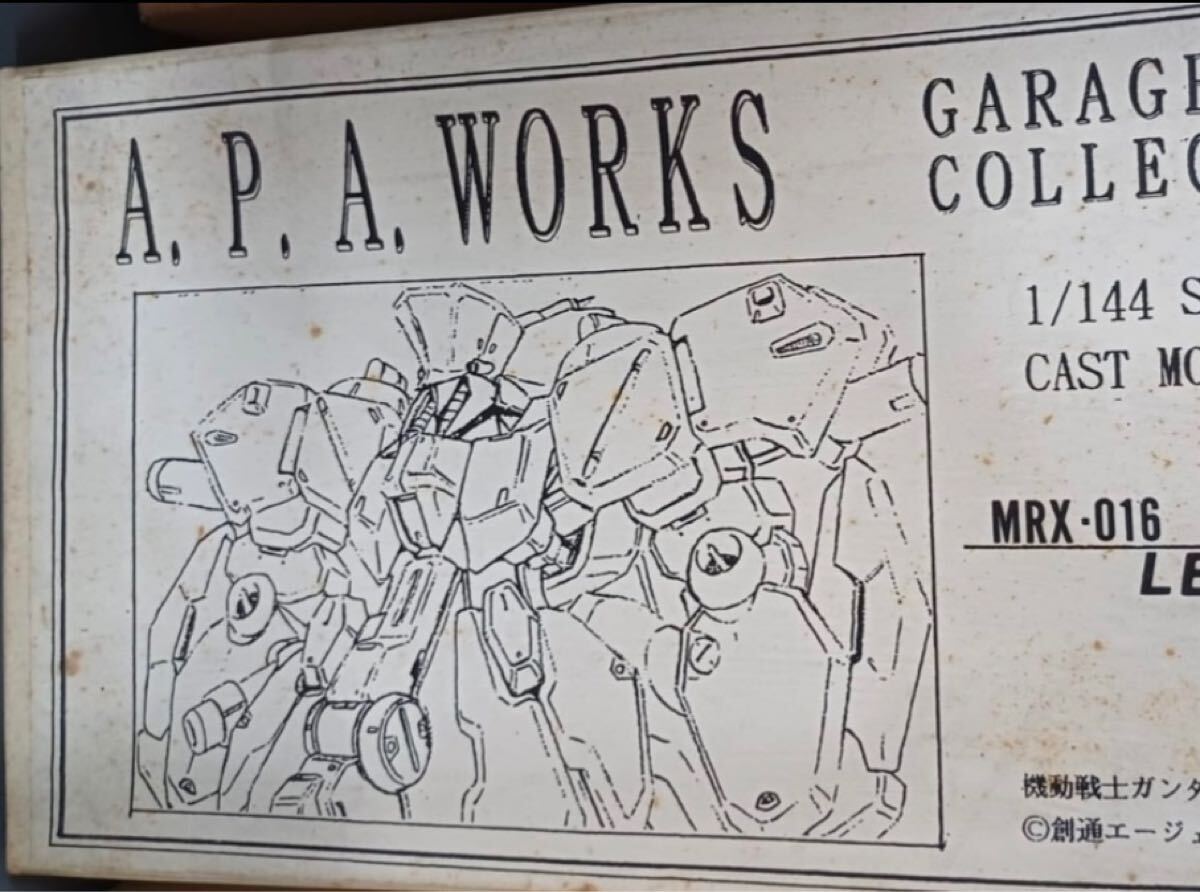 A. P. A. WORKS
GARAGE
COLLEC
1/144 S
CAST MO
MRX-016
LE
機動戦士ガンダ
©創通エージェ